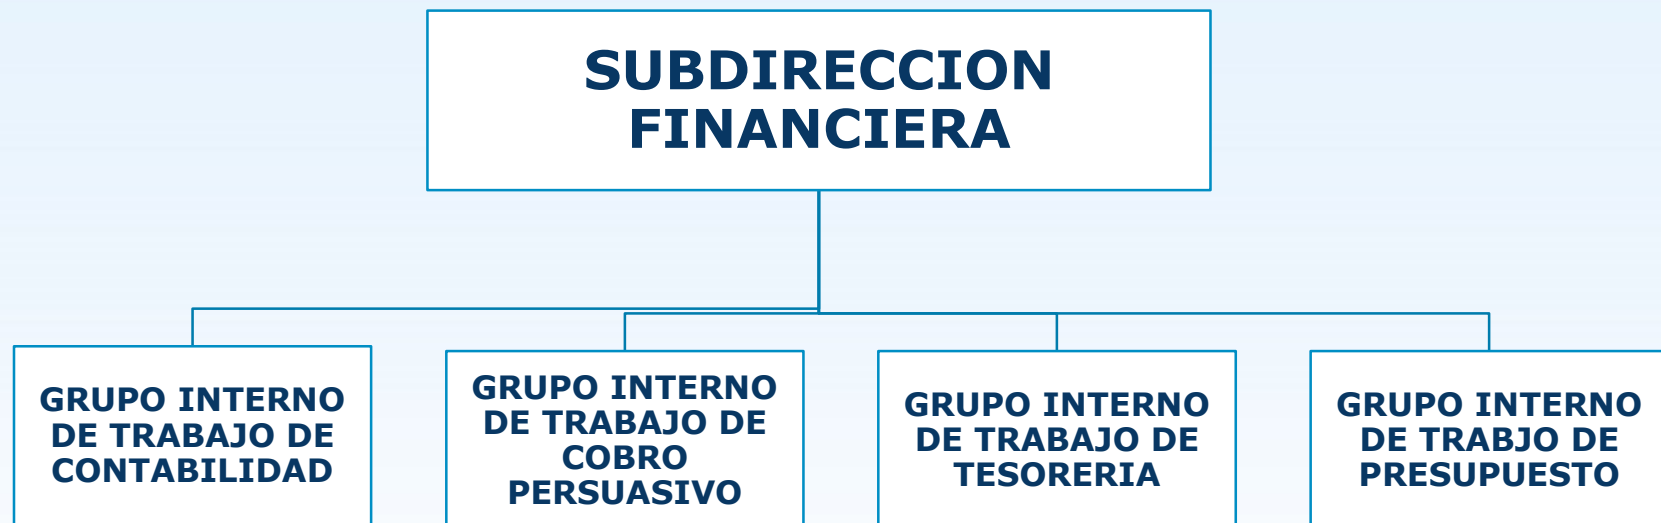 SUBDIRECCION
FINANCIERA
GRUPO INTERNO
DE TRABAJO DE
CONTABILIDAD
GRUPO INTERNO
DE TRABAJO DE
COBRO
PERSUASIVO
GRUPO INTERNO
DE TRABAJO DE
TESORERIA
GRUPO INTERNO
DE TRABJO DE
PRESUPUESTO